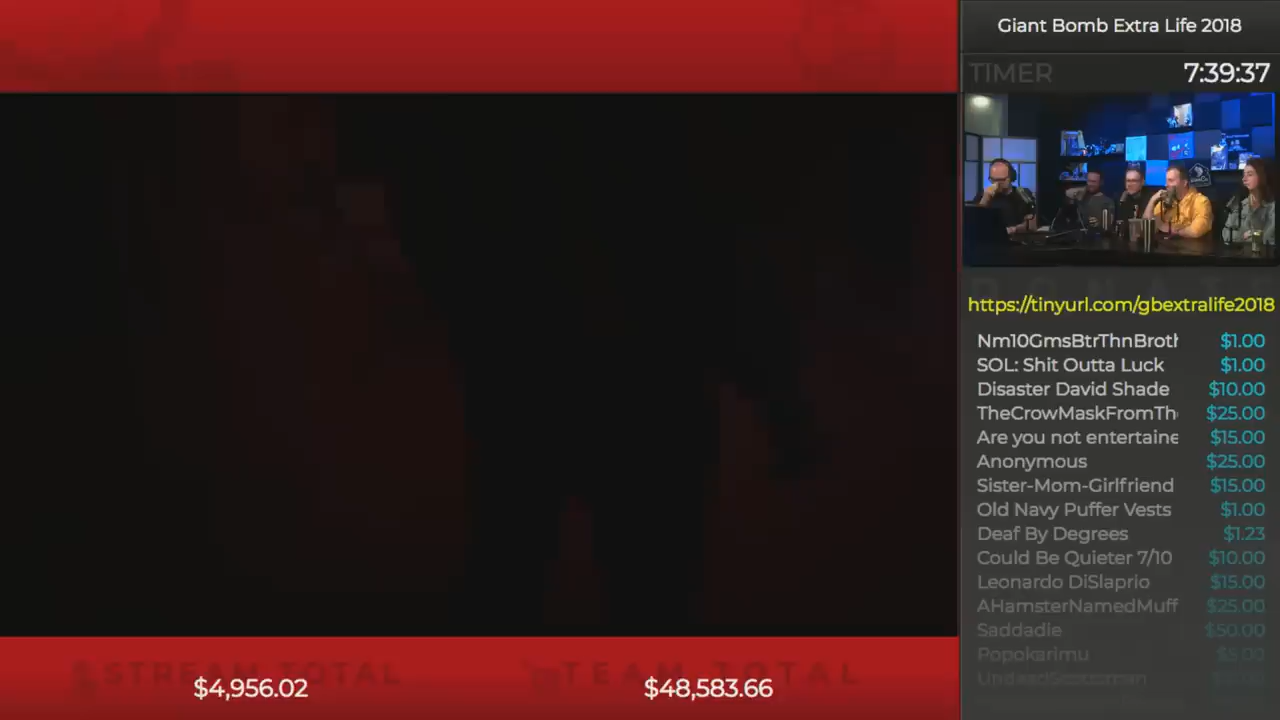 Giant Bomb Extra Life 2018
TIMER 7:39:37
https://tinyurl.com/gbextralife2018
Nm10GmsBtrThnBroth $1.00
SOL: Shit Outta Luck $1.00
Disaster David Shade $10.00
TheCrowMaskFromTh $25.00
Are you not entertaine $15.00
Anonymous $25.00
Sister-Mom-Girlfriend $15.00
Old Navy Puffer Vests $1.00
Deaf By Degrees $1.23
Could Be Quieter 7/10 $10.00
Leonardo DiSlaprio $15.00
AHamsterNamedMuff $25.00
Saddadie $50.00
Popokarimu $5.00
UndeadScotsman
STREAM TOTAL TEAM TOTAL
$4,956.02 $48,583.66